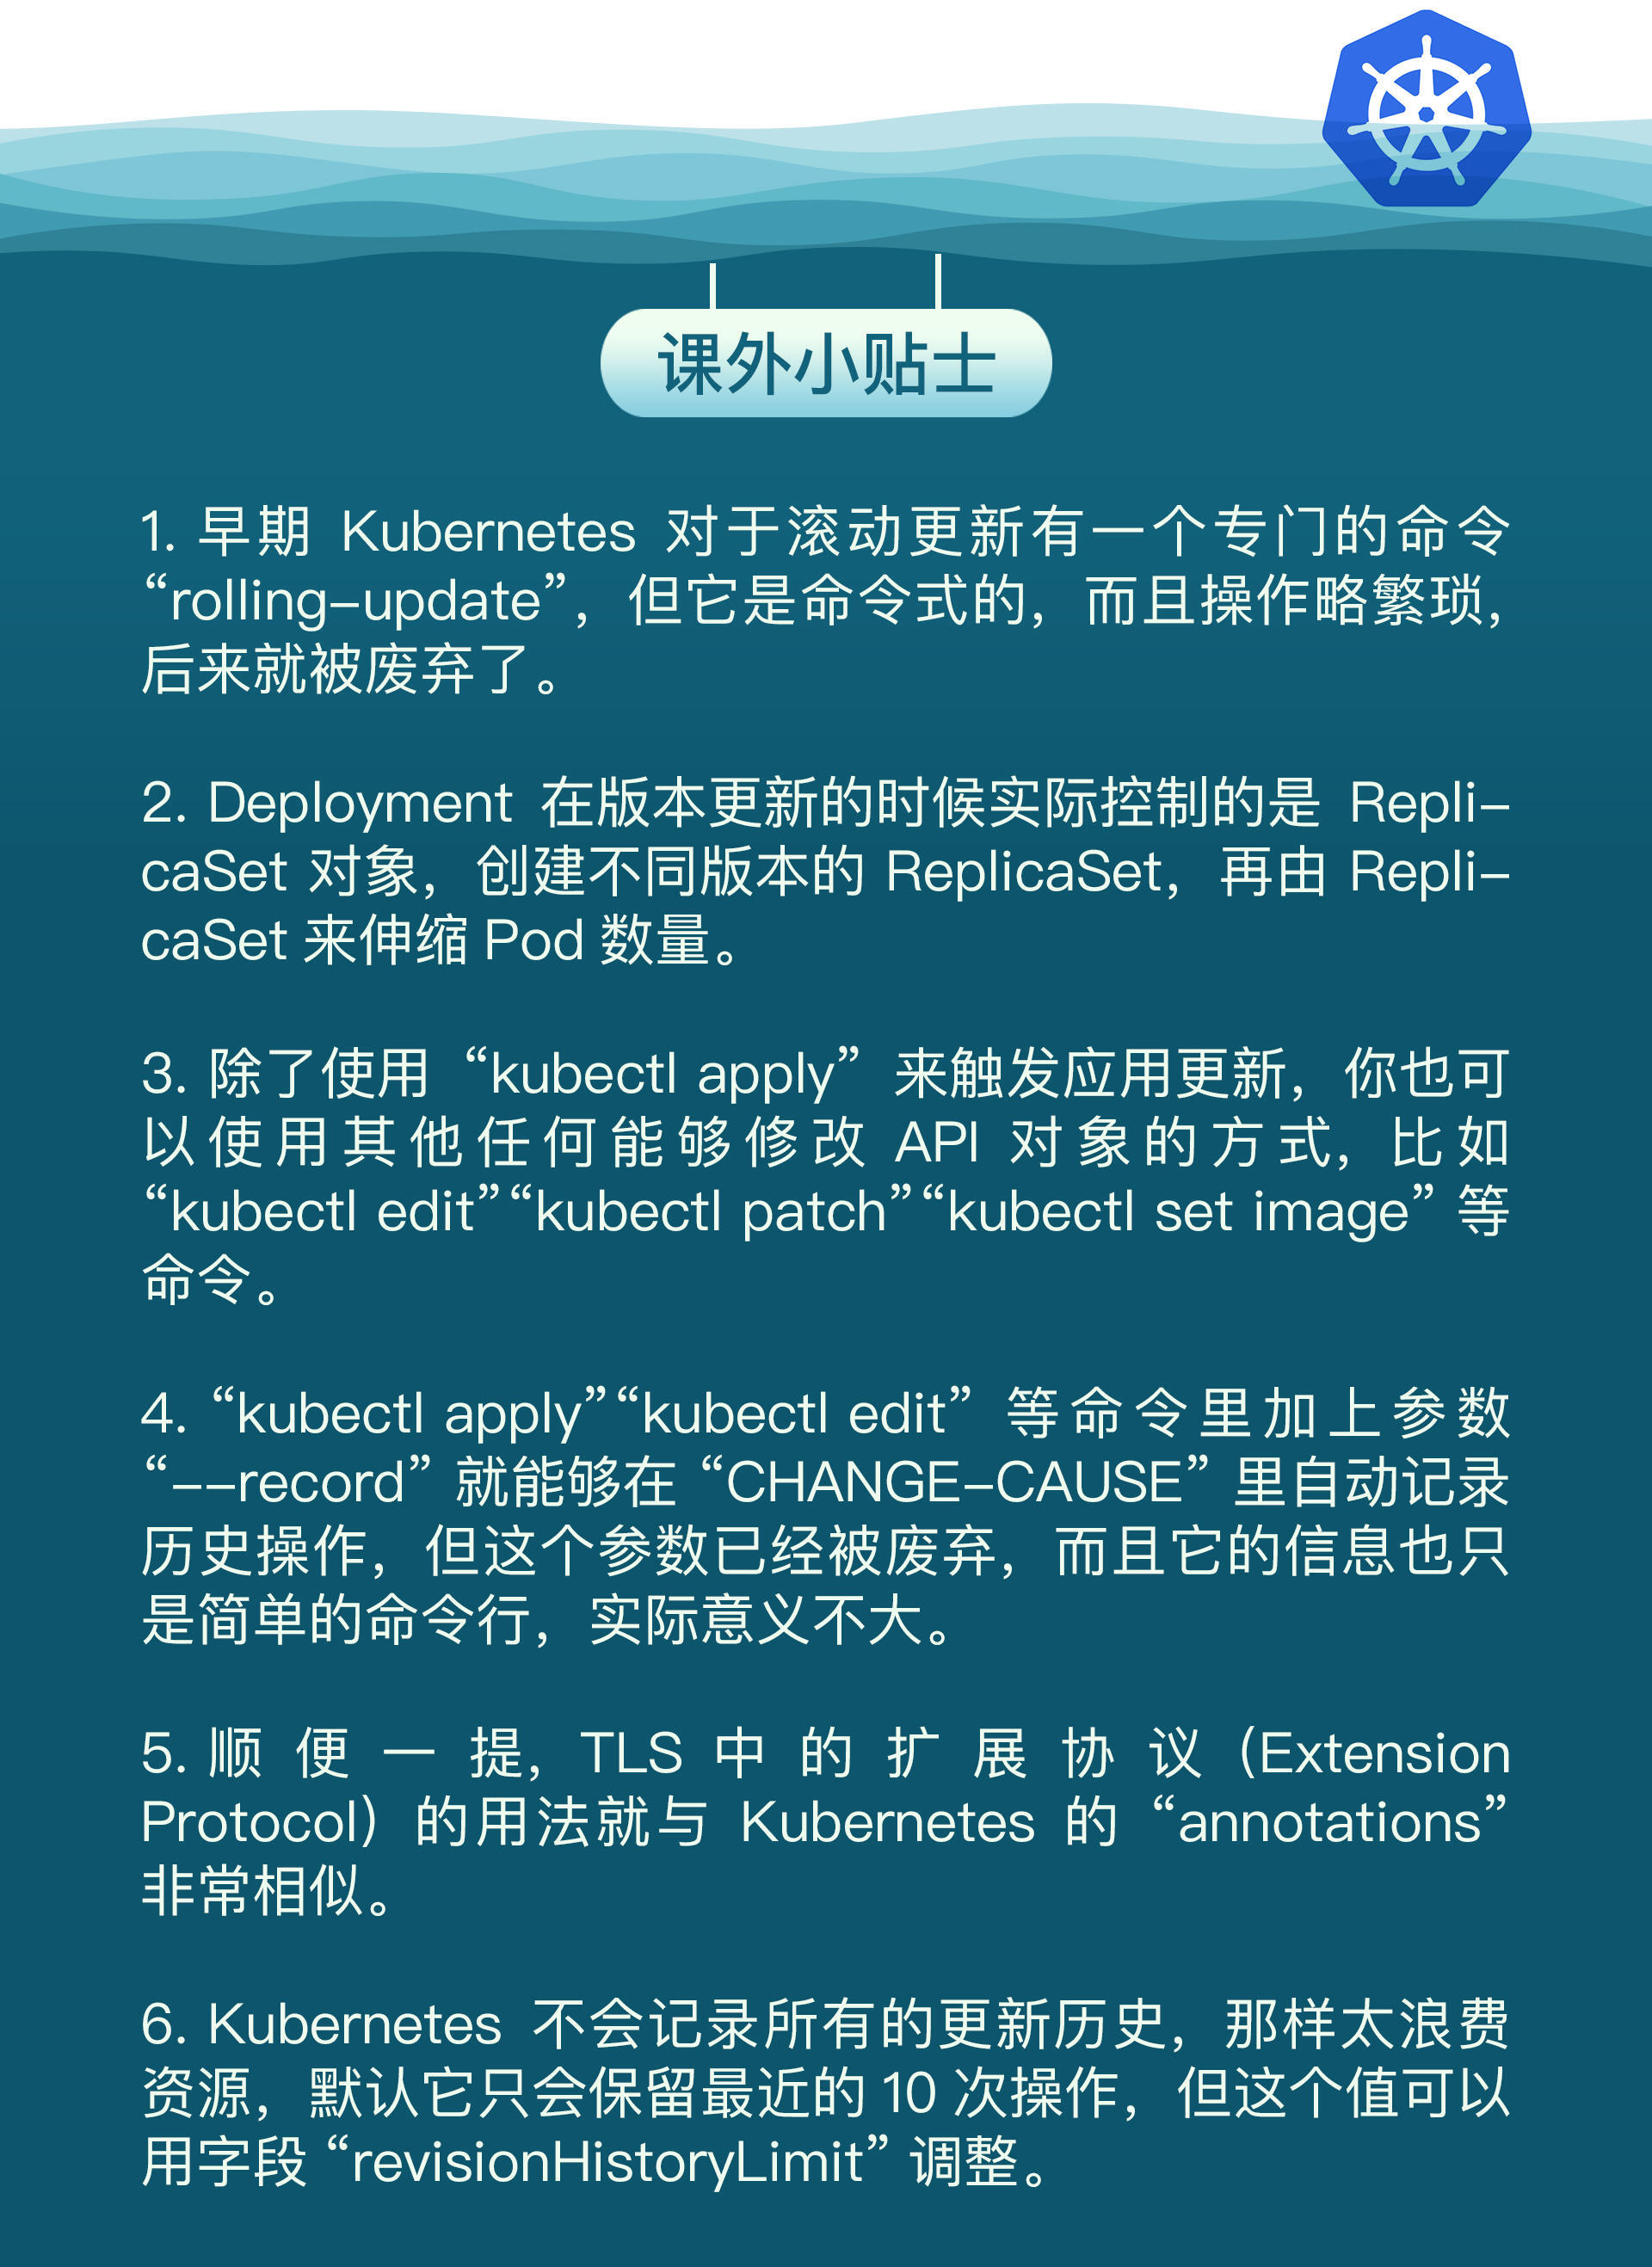 课外小贴士
1. 早期 Kubernetes 对于滚动更新有一个专门的命令
“rolling-update”，但它是命令式的，而且操作略繁琐，
后来就被废弃了。
2. Deployment 在版本更新的时候实际控制的是 Repli-
caSet 对象，创建不同版本的 ReplicaSet，再由 Repli-
caSet 来伸缩 Pod 数量。
3. 除了使用 “kubectl apply” 来触发应用更新，你也可
以使用其他任何能够修改 API 对象的方式，比如
“kubectl edit”“kubectl patch”“kubectl set image” 等
命令。
4. “kubectl apply”“kubectl edit” 等命令里加上参数
“--record” 就能够在 “CHANGE-CAUSE” 里自动记录
历史操作，但这个参数已经被废弃，而且它的信息也只
是简单的命令行，实际意义不大。
5. 顺便一提，TLS 中的扩展协议（Extension
Protocol）的用法就与 Kubernetes 的 “annotations”
非常相似。
6. Kubernetes 不会记录所有的更新历史，那样太浪费
资源，默认它只会保留最近的 10 次操作，但这个值可以
用字段 “revisionHistoryLimit” 调整。